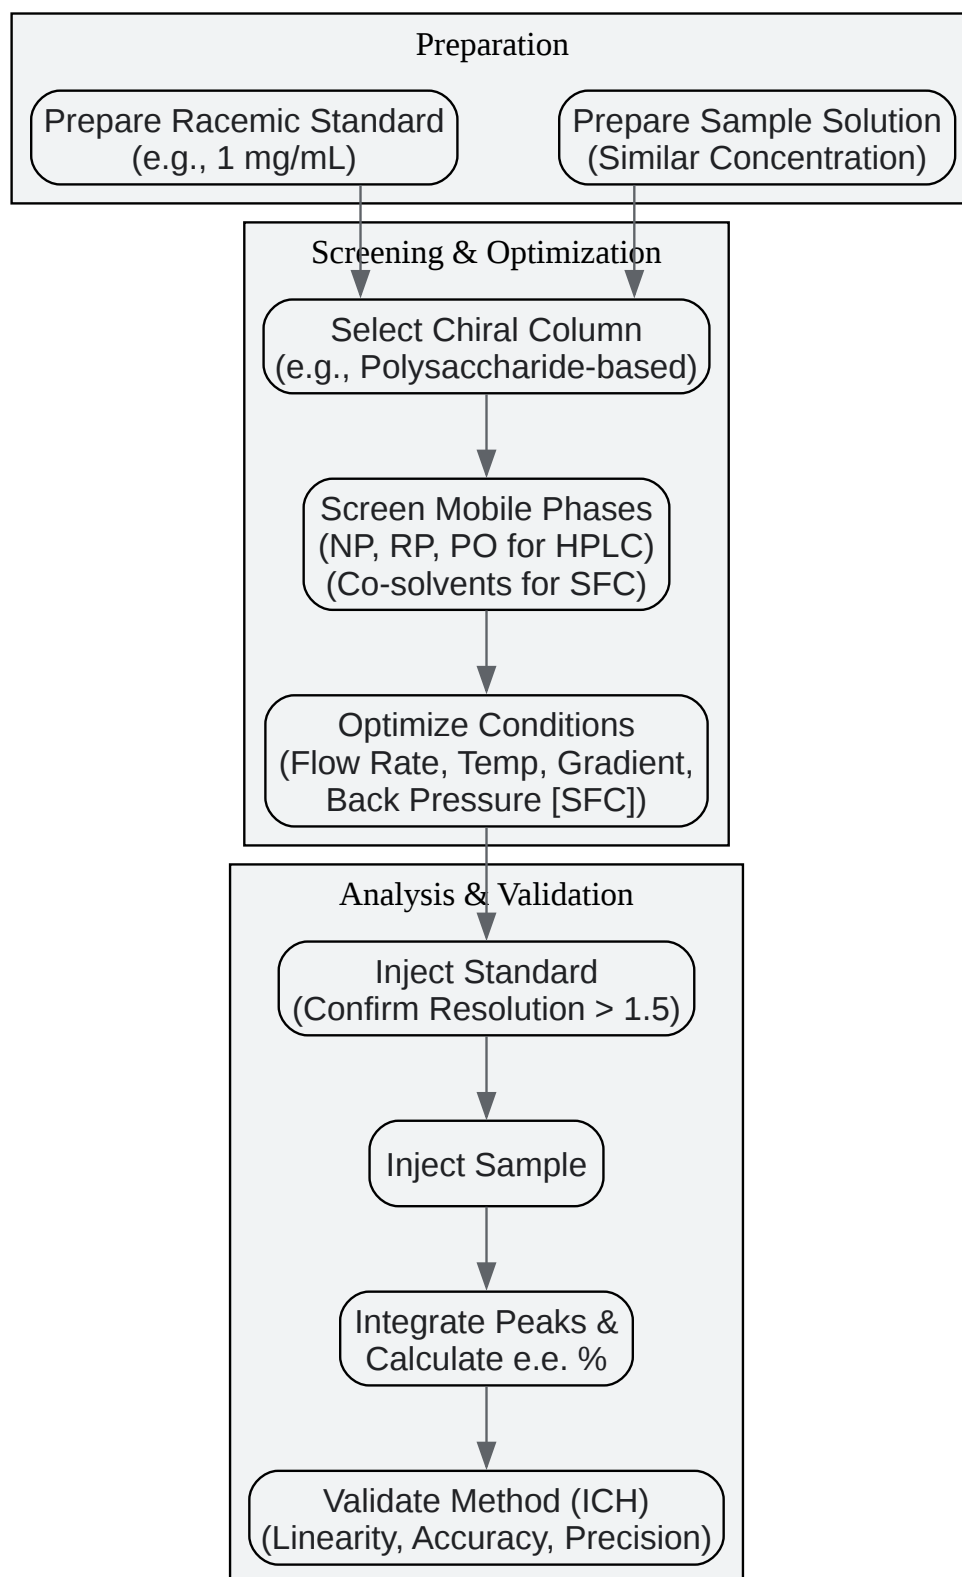 Preparation
Prepare Racemic Standard
(e.g., 1 mg/mL)
Prepare Sample Solution
(Similar Concentration)
Screening & Optimization
Select Chiral Column
(e.g., Polysaccharide-based)
Screen Mobile Phases
(NP, RP, PO for HPLC)
(Co-solvents for SFC)
Optimize Conditions
(Flow Rate, Temp, Gradient,
Back Pressure [SFC])
Analysis & Validation
Inject Standard
(Confirm Resolution > 1.5)
Inject Sample
Integrate Peaks &
Calculate e.e. %
Validate Method (ICH)
(Linearity, Accuracy, Precision)